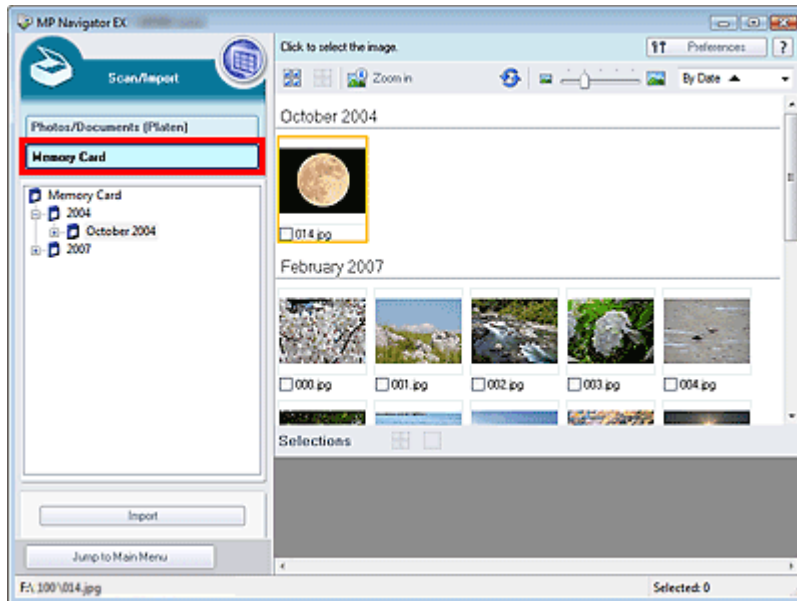 MP Navigator EX
Scan/Import
Photos/Documents (Platen)
Memory Card
Memory Card
2004
October 2004
2007
Import
Jump to Main Menu
Click to select the image.
Preferences
?
Zoom in
By Date
October 2004
014.jpg
February 2007
000.jpg
001.jpg
002.jpg
003.jpg
004.jpg
Selections
F:\ 100\014.jpg
Selected: 0